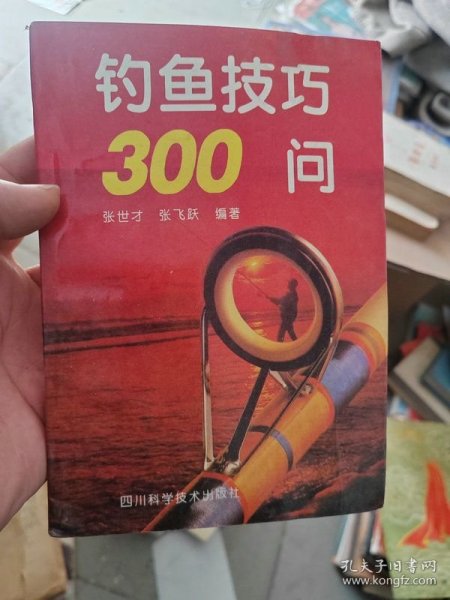 钓鱼技巧
300 问
张世才 张飞跃 编著
四川科学技术出版社
孔夫子旧书网
www.kongfz.com